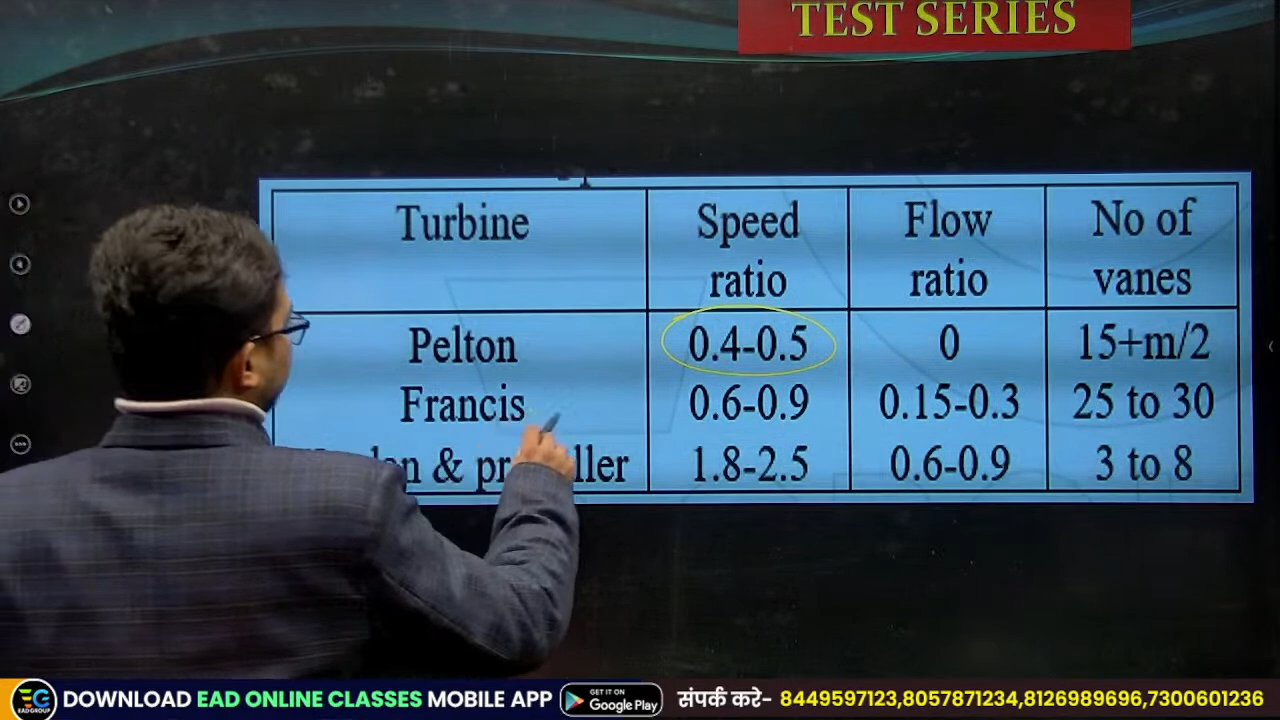 TEST SERIES
Turbine Speed ratio Flow ratio No of vanes
Pelton 0.4-0.5 0 15+m/2
Francis 0.6-0.9 0.15-0.3 25 to 30
& 1.8-2.5 0.6-0.9 3 to 8
EAD GROUP DOWNLOAD EAD ONLINE CLASSES MOBILE APP GET IT ON Google Play संपर्क करे- 8449597123,8057871234,8126989696,7300601236